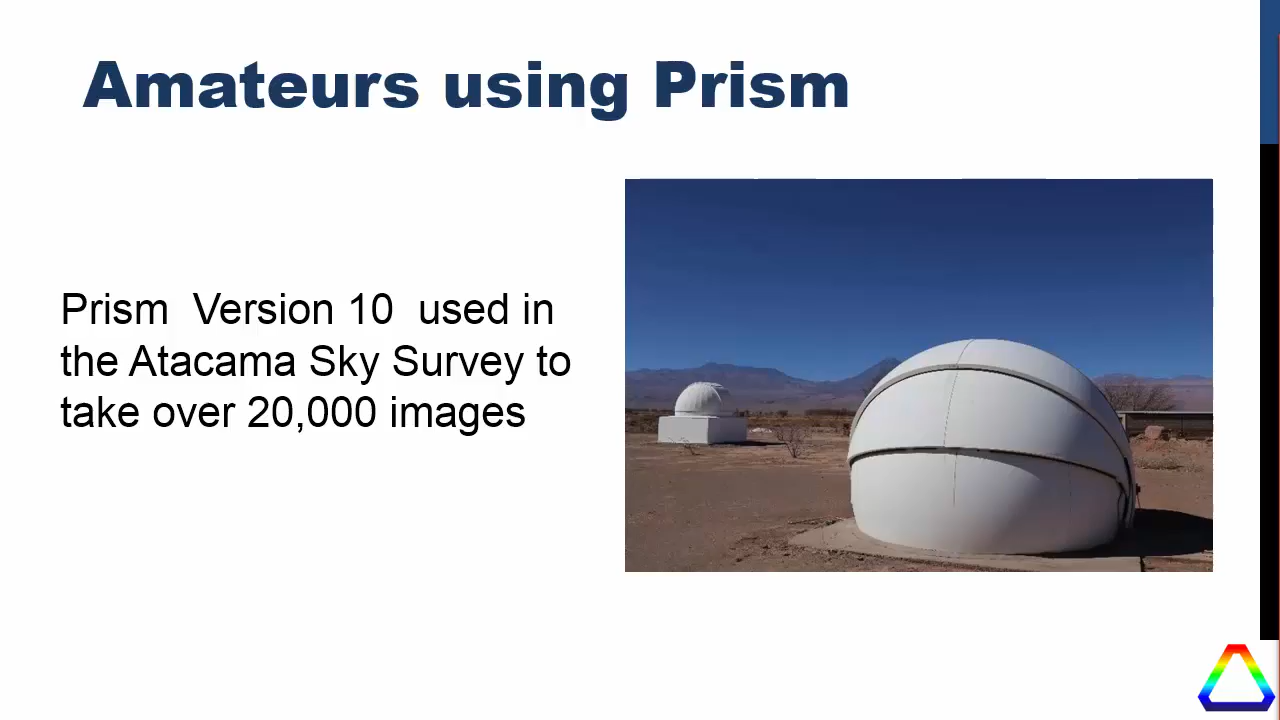 Amateurs using Prism
Prism  Version 10  used in
the Atacama Sky Survey to
take over 20,000 images